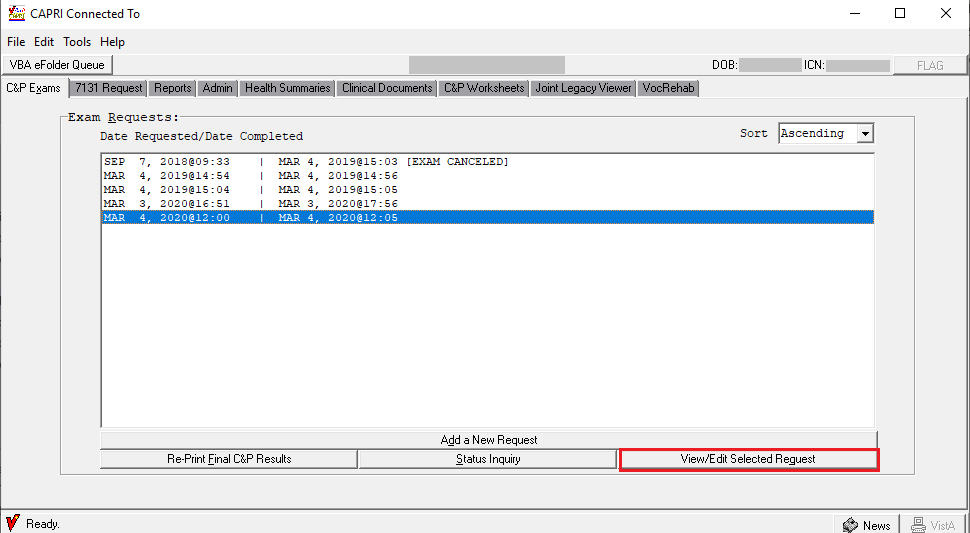 CAPRI Connected To
File Edit Tools Help
VBA eFolder Queue DOB: ICN: FLAG
C&P Exams 7131 Request Reports Admin Health Summaries Clinical Documents C&P Worksheets Joint Legacy Viewer VocRehab
Exam Requests:
Date Requested/Date Completed Sort Ascending
SEP 7, 2018@09:33 | MAR 4, 2019@15:03 [EXAM CANCELED]
MAR 4, 2019@14:54 | MAR 4, 2019@14:56
MAR 4, 2019@15:04 | MAR 4, 2019@15:05
MAR 3, 2020@16:51 | MAR 3, 2020@17:56
MAR 4, 2020@12:00 | MAR 4, 2020@12:05
Add a New Request
Re-Print Final C&P Results Status Inquiry View/Edit Selected Request
Ready. News VistA